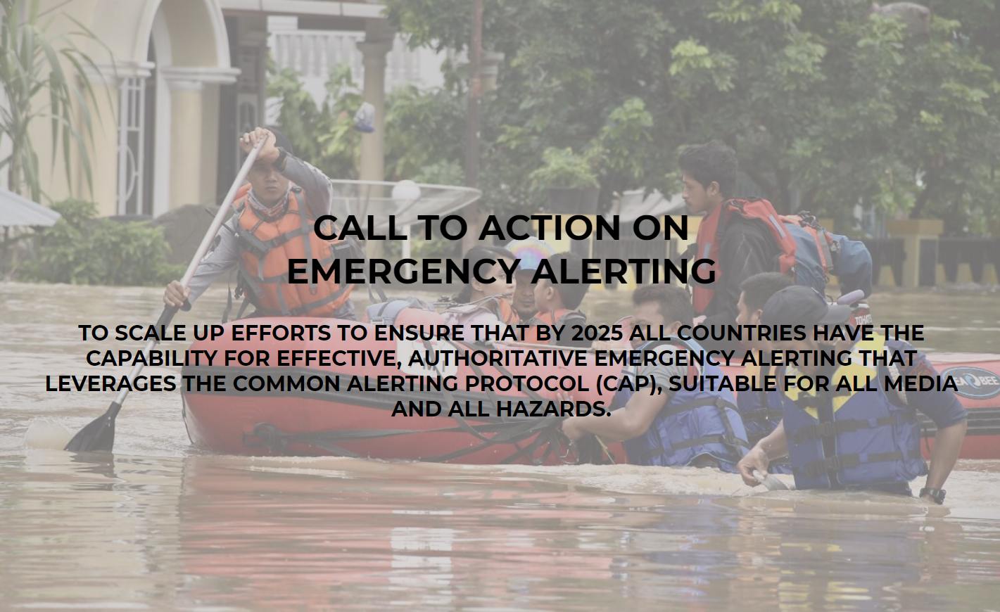 CALL TO ACTION ON
EMERGENCY ALERTING
TO SCALE UP EFFORTS TO ENSURE THAT BY 2025 ALL COUNTRIES HAVE THE
CAPABILITY FOR EFFECTIVE, AUTHORITATIVE EMERGENCY ALERTING THAT
LEVERAGES THE COMMON ALERTING PROTOCOL (CAP), SUITABLE FOR ALL MEDIA
AND ALL HAZARDS.